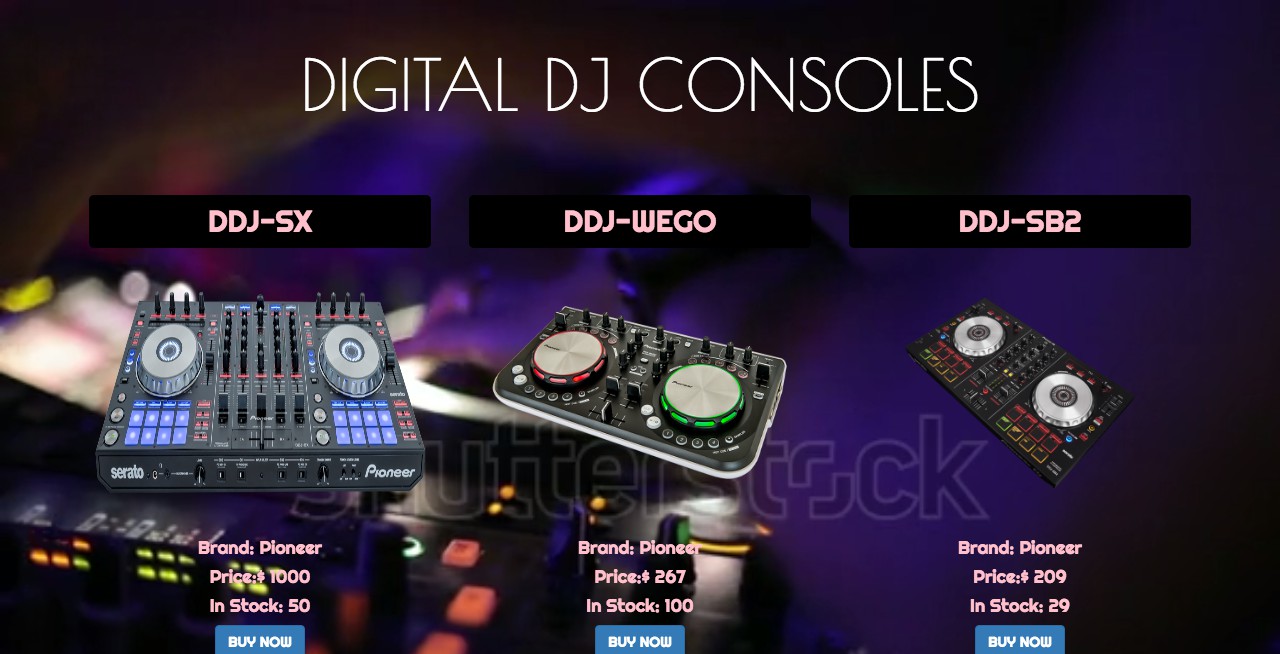 DIGITAL DJ CONSOLES
DDJ-SX
DDJ-WEGO
DDJ-SB2
serato
Pioneer
serato
Pioneer
shutterstock
Brand: Pioneer
Brand: Pioneer
Brand: Pioneer
Price:$ 1000
Price:$ 267
Price:$ 209
In Stock: 50
In Stock: 100
In Stock: 29
BUY NOW
BUY NOW
BUY NOW